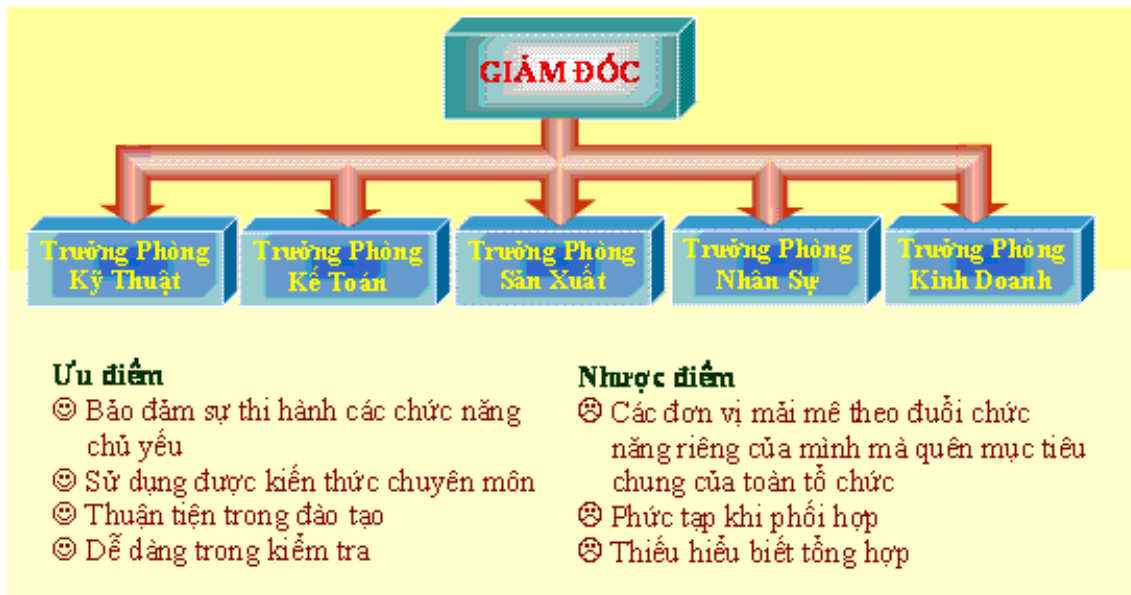 GIÁM ĐỐC
Trưởng Phòng
Kỹ Thuật
Trưởng Phòng
Kế Toán
Trưởng Phòng
Sản Xuất
Trưởng Phòng
Nhân Sự
Trưởng Phòng
Kinh Doanh
Ưu điểm
☺ Bảo đảm sự thi hành các chức năng
chủ yếu
☺ Sử dụng được kiến thức chuyên môn
☺ Thuận tiện trong đào tạo
☺ Dễ dàng trong kiểm tra
Nhược điểm
☹ Các đơn vị mải mê theo đuổi chức
năng riêng của mình mà quên mục tiêu
chung của toàn tổ chức
☹ Phức tạp khi phối hợp
☹ Thiếu hiểu biết tổng hợp